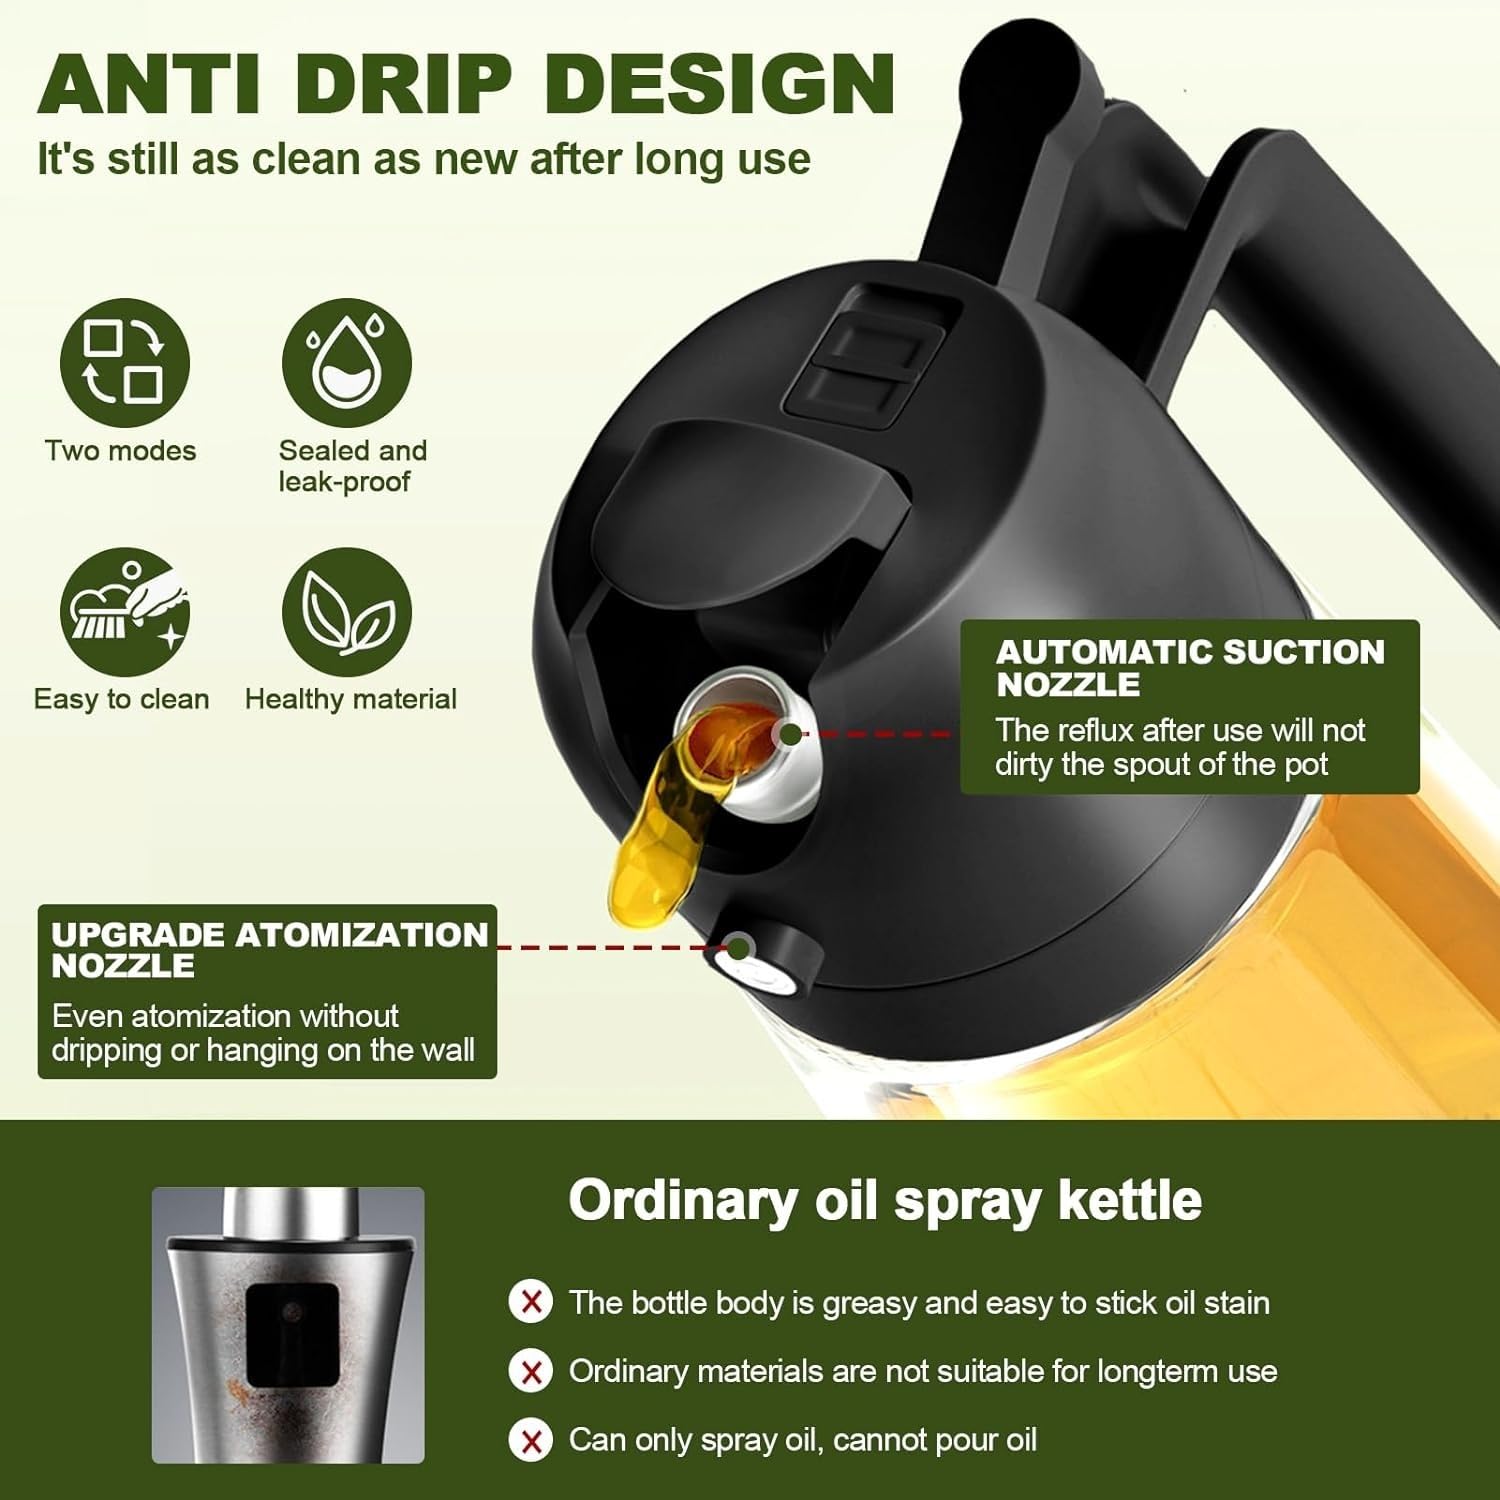 ANTI DRIP DESIGN
It's still as clean as new after long use
Two modes
Sealed and
leak-proof
Easy to clean
Healthy material
AUTOMATIC SUCTION
NOZZLE
The reflux after use will not
dirty the spout of the pot
UPGRADE ATOMIZATION
NOZZLE
Even atomization without
dripping or hanging on the wall
Ordinary oil spray kettle
The bottle body is greasy and easy to stick oil stain
Ordinary materials are not suitable for longterm use
Can only spray oil, cannot pour oil